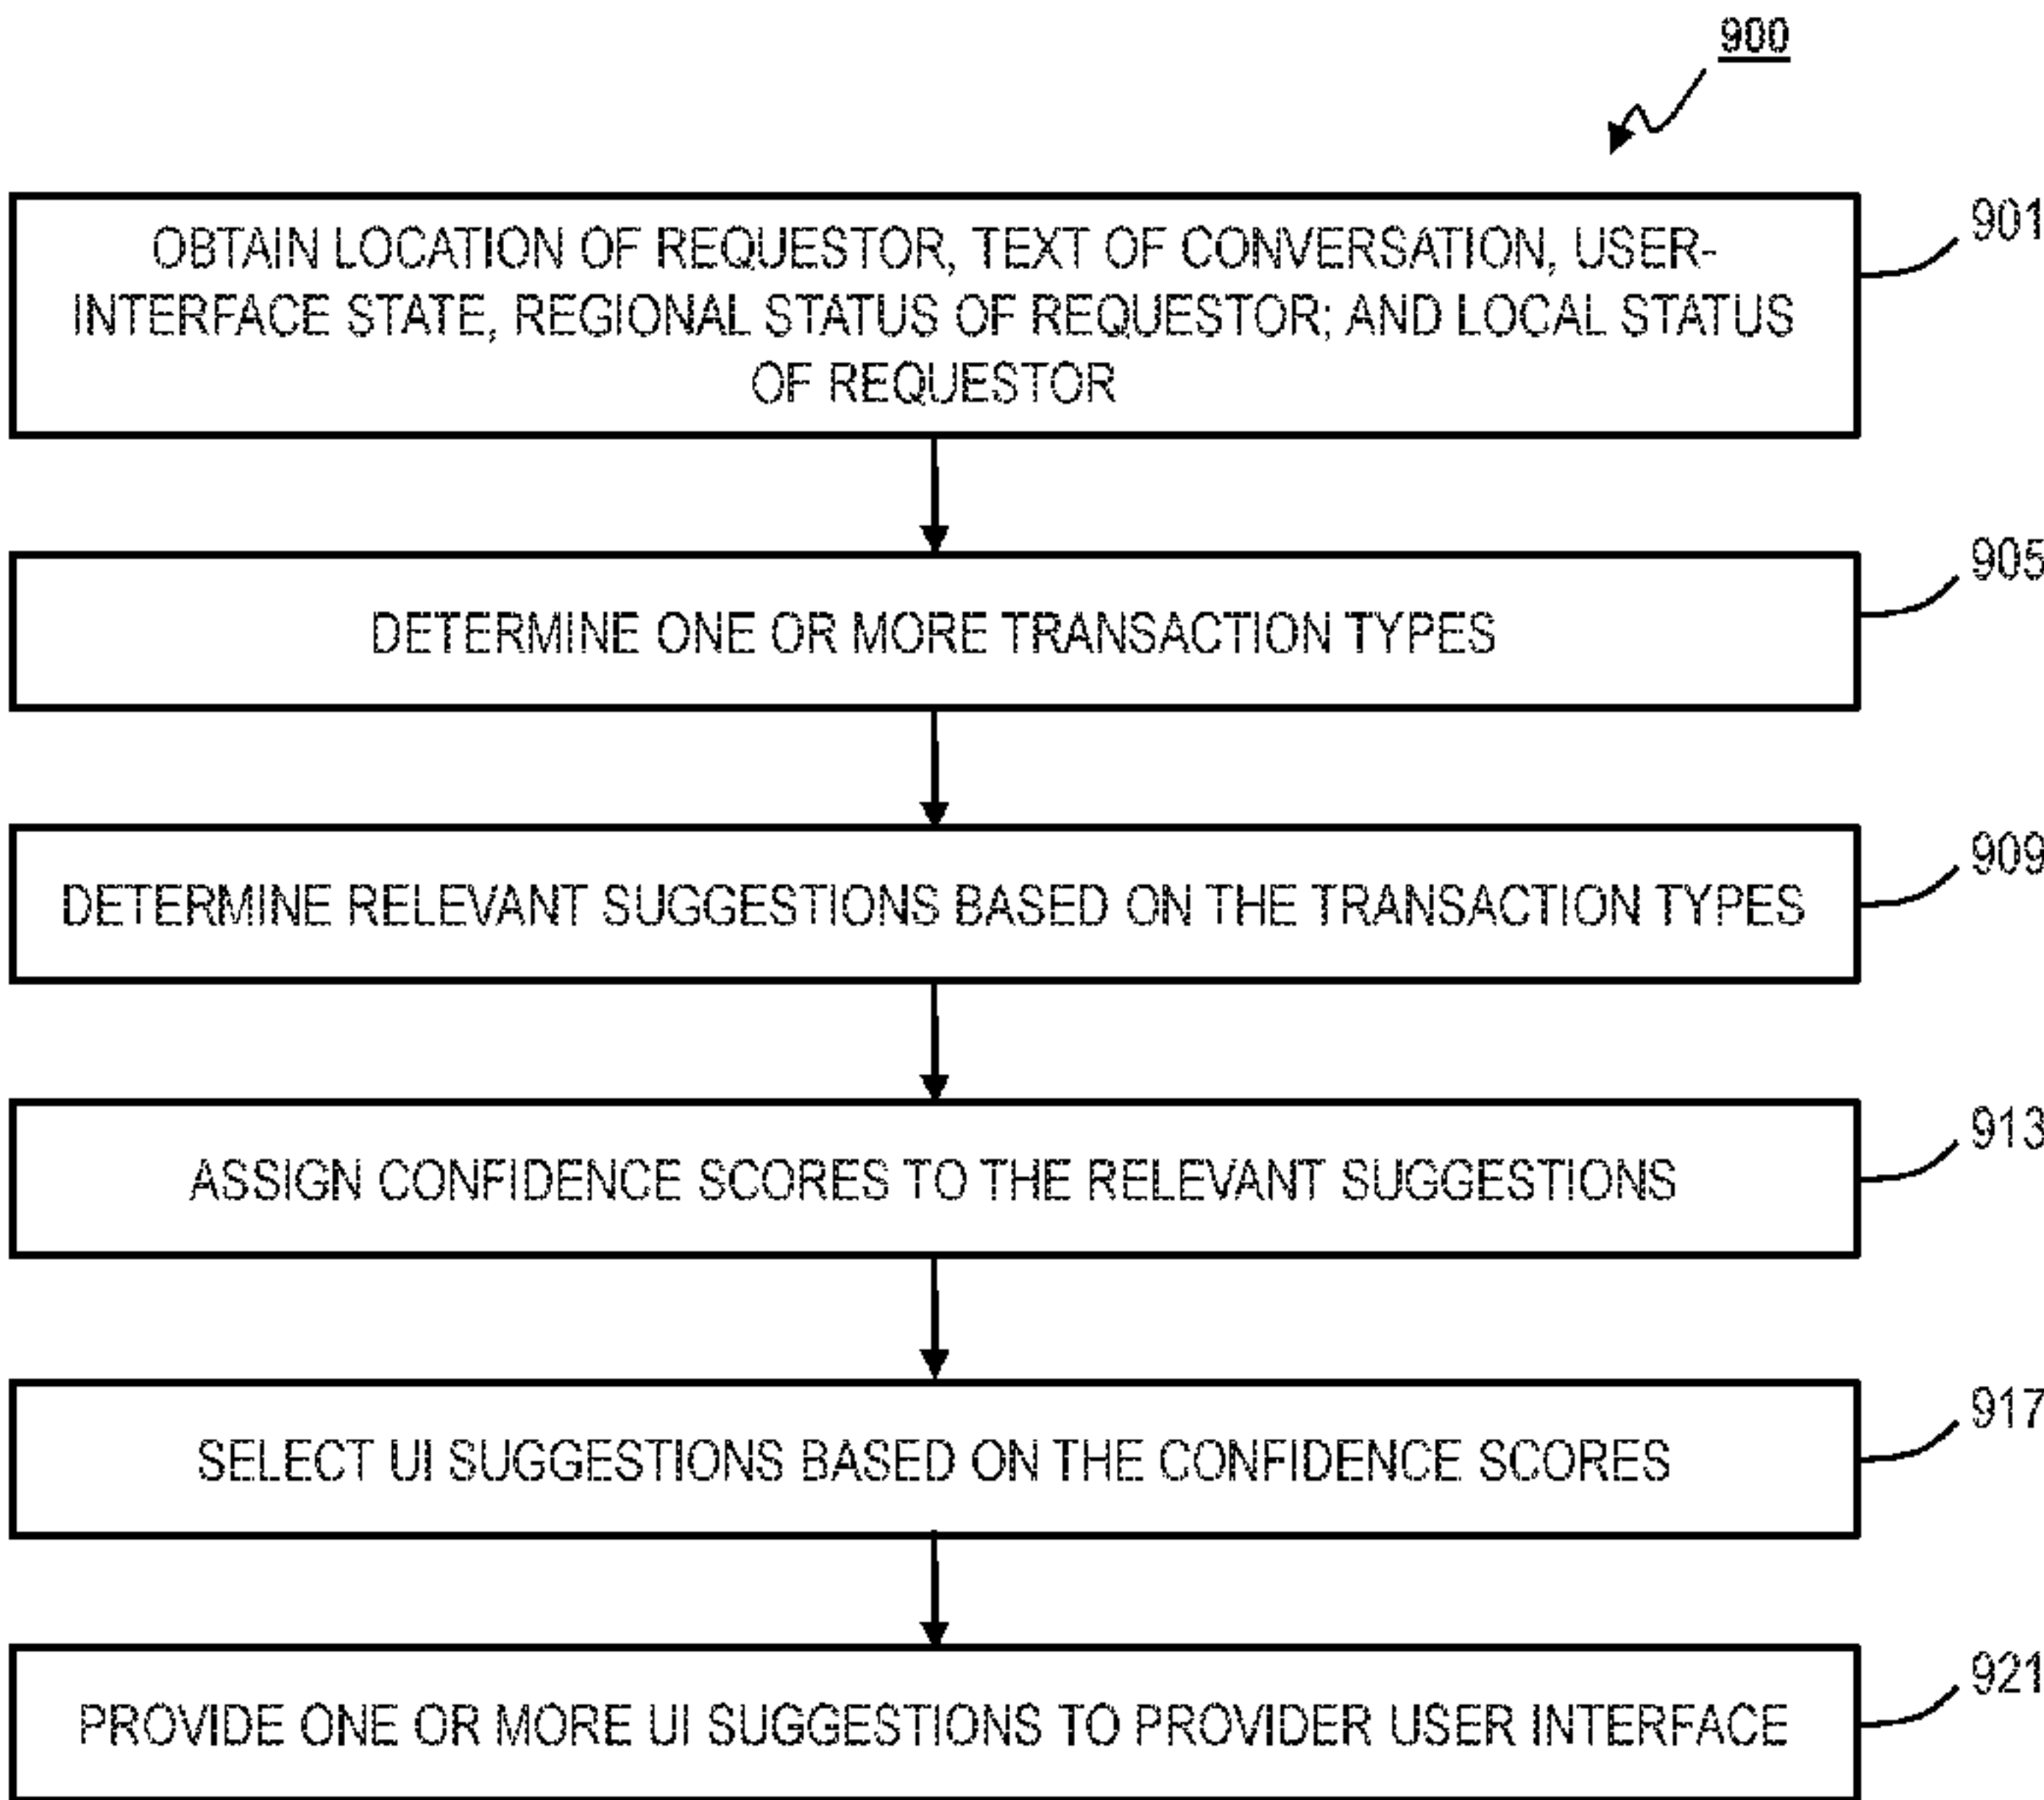 900
OBTAIN LOCATION OF REQUESTOR, TEXT OF CONVERSATION, USER-
INTERFACE STATE, REGIONAL STATUS OF REQUESTOR; AND LOCAL STATUS
OF REQUESTOR
901
DETERMINE ONE OR MORE TRANSACTION TYPES
905
DETERMINE RELEVANT SUGGESTIONS BASED ON THE TRANSACTION TYPES
909
ASSIGN CONFIDENCE SCORES TO THE RELEVANT SUGGESTIONS
913
SELECT UI SUGGESTIONS BASED ON THE CONFIDENCE SCORES
917
PROVIDE ONE OR MORE UI SUGGESTIONS TO PROVIDER USER INTERFACE
921